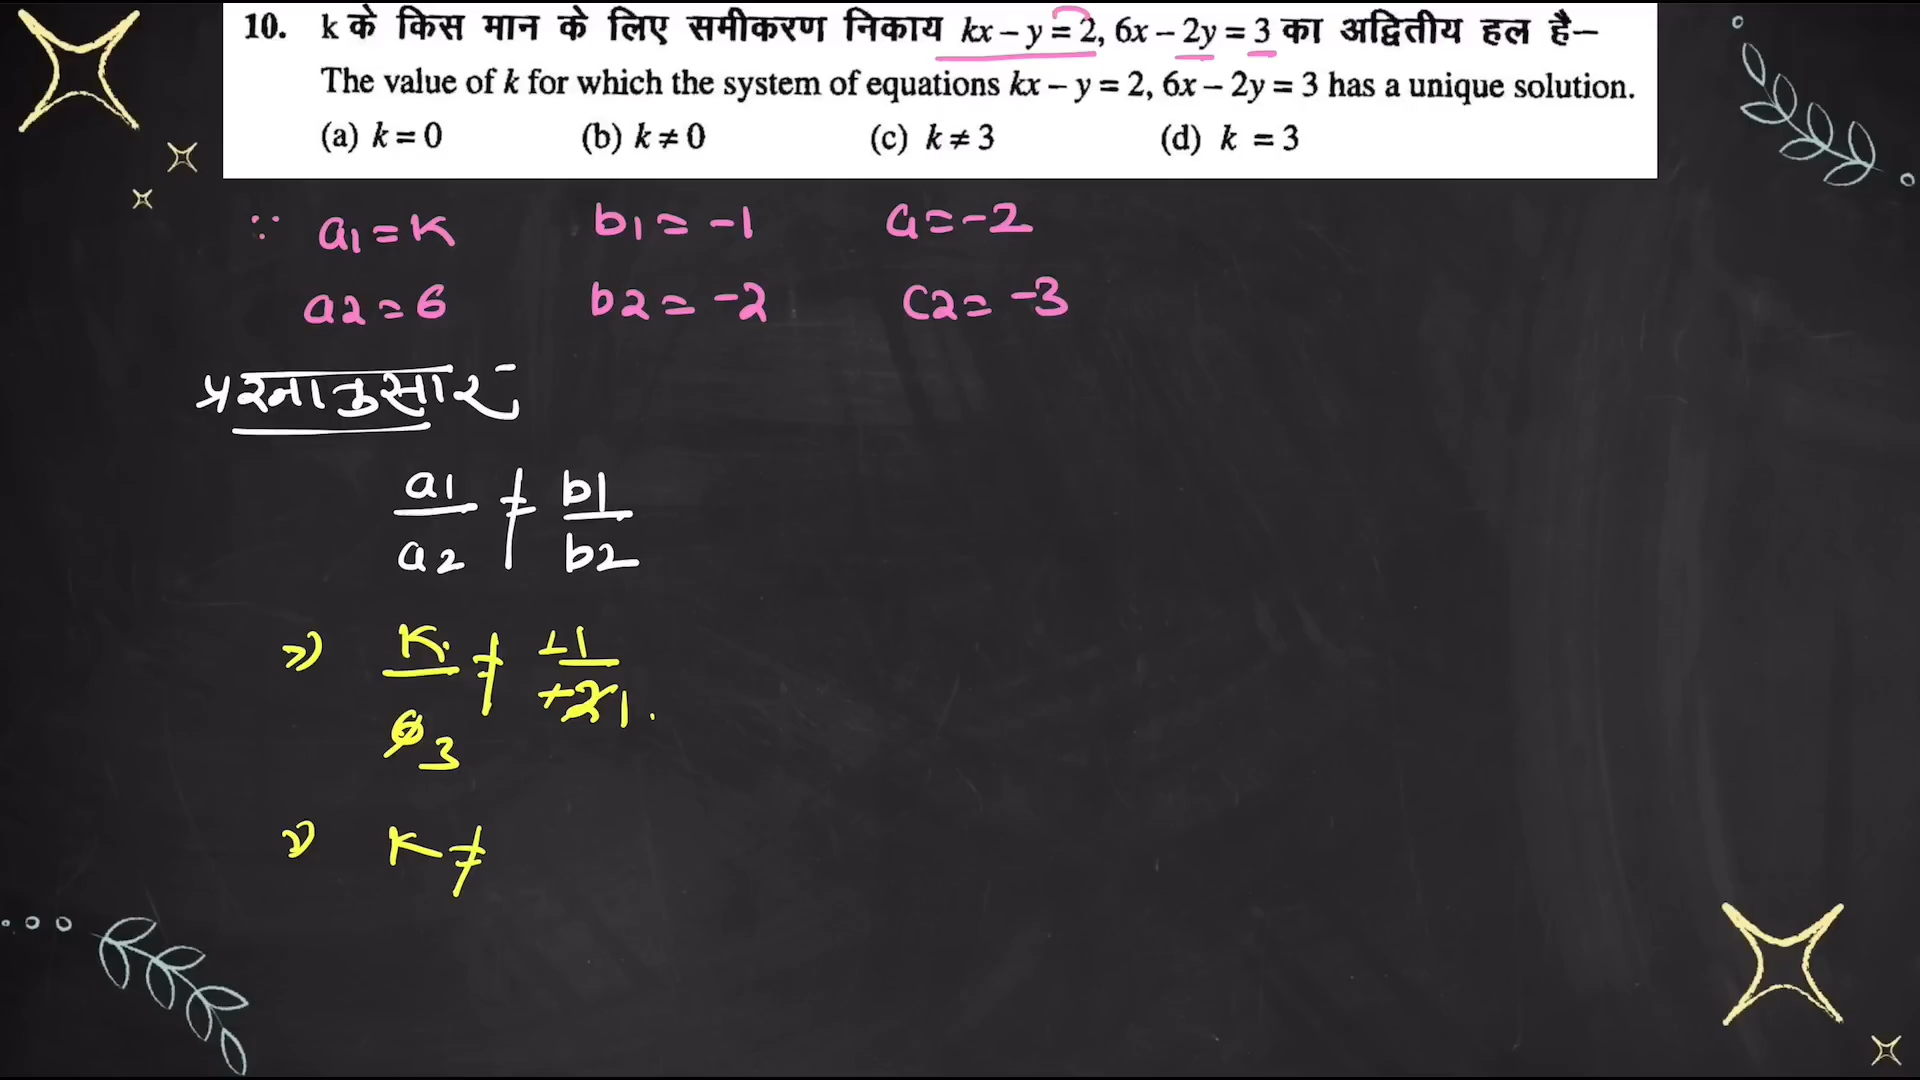 10. k के किस मान के लिए समीकरण निकाय kx – y = 2, 6x – 2y = 3 का अद्वितीय हल है–
The value of k for which the system of equations kx – y = 2, 6x – 2y = 3 has a unique solution.
(a) k = 0 (b) k ≠ 0 (c) k ≠ 3 (d) k = 3
∵ a1 = K b1 = -1 a = -2
a2 = 6 b2 = -2 C2 = -3
प्रश्नानुसार,
a1/a2 ≠ b1/b2
⇒ K/6 3 ≠ +1/+2 1
⇒ K ≠